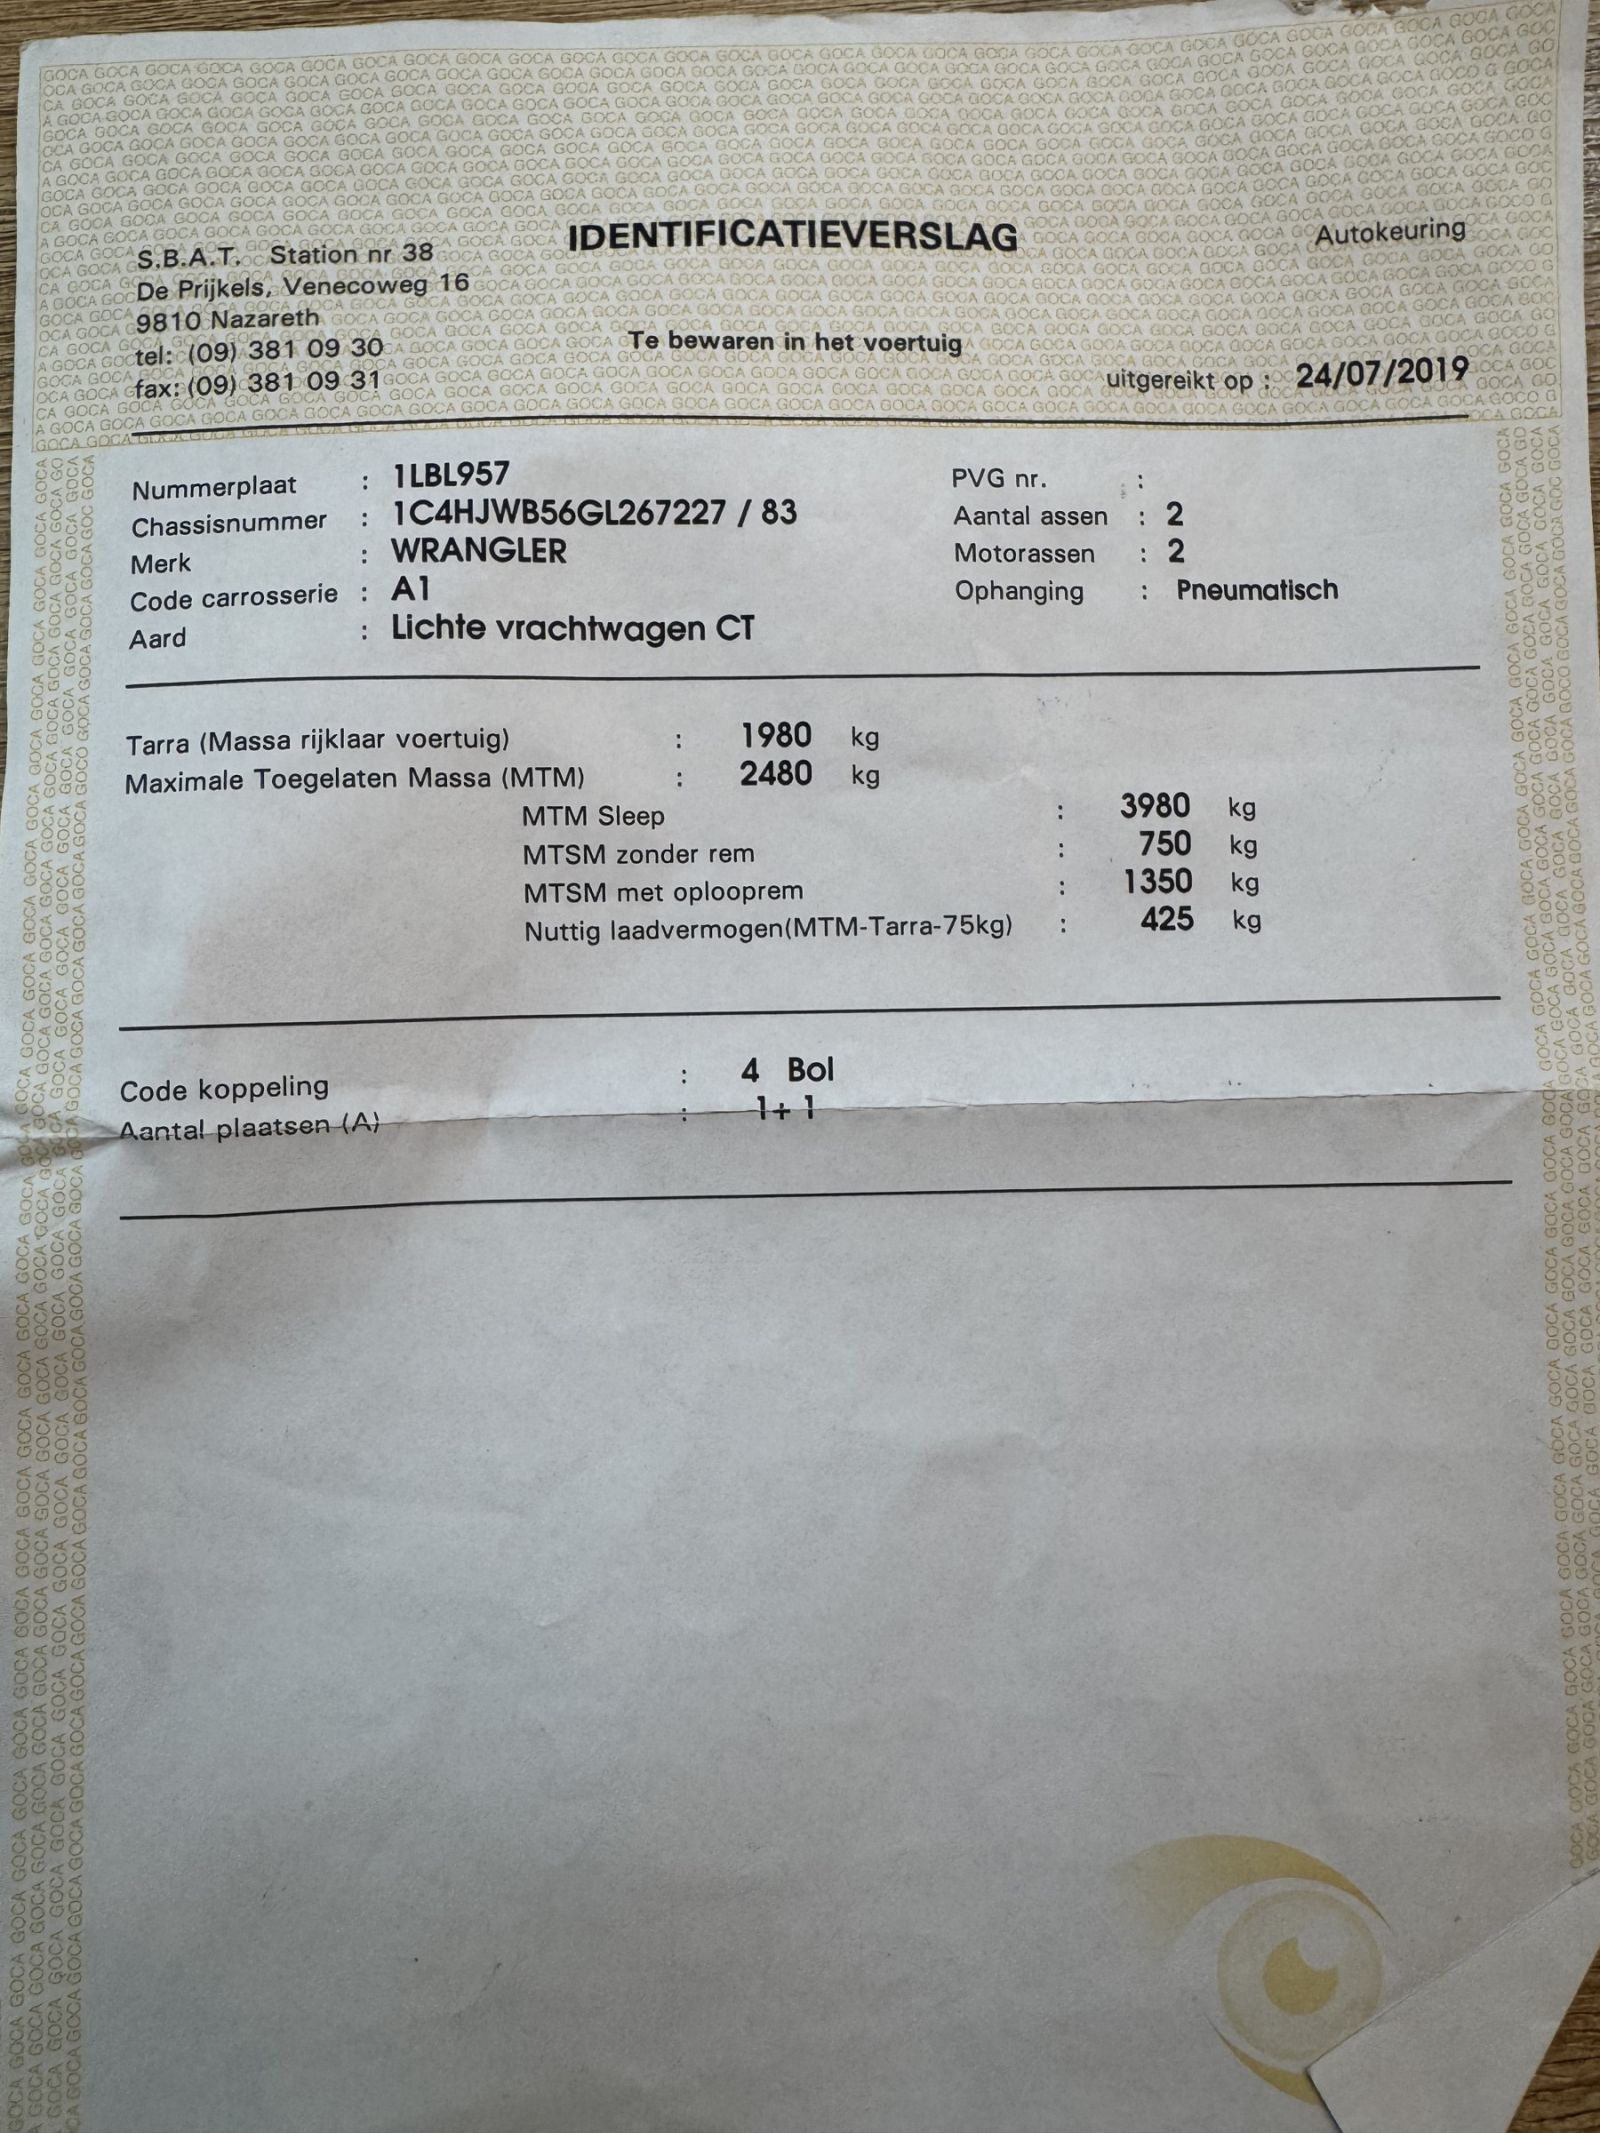 IDENTIFICATIEVERSLAG
Autokeuring
S.B.A.T. Station nr 38
De Prijkels, Venecoweg 16
9810 Nazareth
tel: (09) 381 09 30
fax: (09) 381 09 31
Te bewaren in het voertuig
uitgereikt op : 24/07/2019
Nummerplaat : 1LBL957
Chassisnummer : 1C4HJWB56GL267227 / 83
Merk : WRANGLER
Code carrosserie : A1
Aard : Lichte vrachtwagen CT
PVG nr. :
Aantal assen : 2
Motorassen : 2
Ophanging : Pneumatisch
Tarra (Massa rijklaar voertuig) : 1980 kg
Maximale Toegelaten Massa (MTM) : 2480 kg
MTM Sleep : 3980 kg
MTSM zonder rem : 750 kg
MTSM met oplooprem : 1350 kg
Nuttig laadvermogen(MTM-Tarra-75kg) : 425 kg
Code koppeling : 4 Bol
Aantal plaatsen (A) : 1+ 1